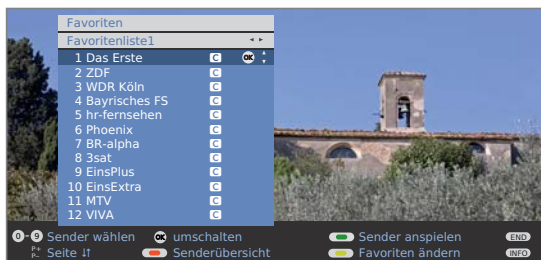 Favoriten
Favoritenliste1
1 Das Erste C OK
2 ZDF C
3 WDR Köln C
4 Bayrisches FS C
5 hr-fernsehen C
6 Phoenix C
7 BR-alpha C
8 3sat C
9 EinsPlus C
10 EinsExtra C
11 MTV C
12 VIVA C
0-9 Sender wählen OK umschalten Sender anspielen END
P+ P- Seite ↓↑ Senderübersicht Favoriten ändern INFO